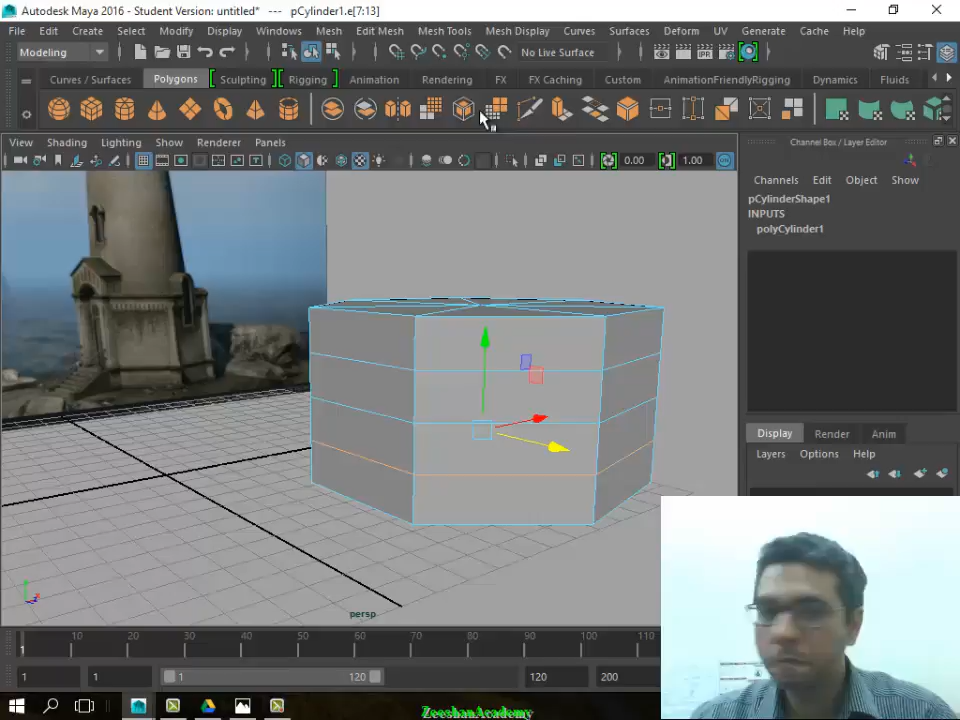 Autodesk Maya 2016 - Student Version: untitled* --- pCylinder1.e[7:13]
File Edit Create Select Modify Display Windows Mesh Edit Mesh Mesh Tools Mesh Display Curves Surfaces Deform UV Generate Cache Help
Modeling No Live Surface
Curves / Surfaces Polygons Sculpting Rigging Animation Rendering FX FX Caching Custom AnimationFriendlyRigging Dynamics Fluids
View Shading Lighting Show Renderer Panels
0.00 1.00
Channel Box / Layer Editor
Channels Edit Object Show
pCylinderShape1
INPUTS
polyCylinder1
persp
Display Render Anim
Layers Options Help
1 10 20 30 40 50 60 70 80 90 100 110
1 1 1 120 120 200
ZeeshanAcademy